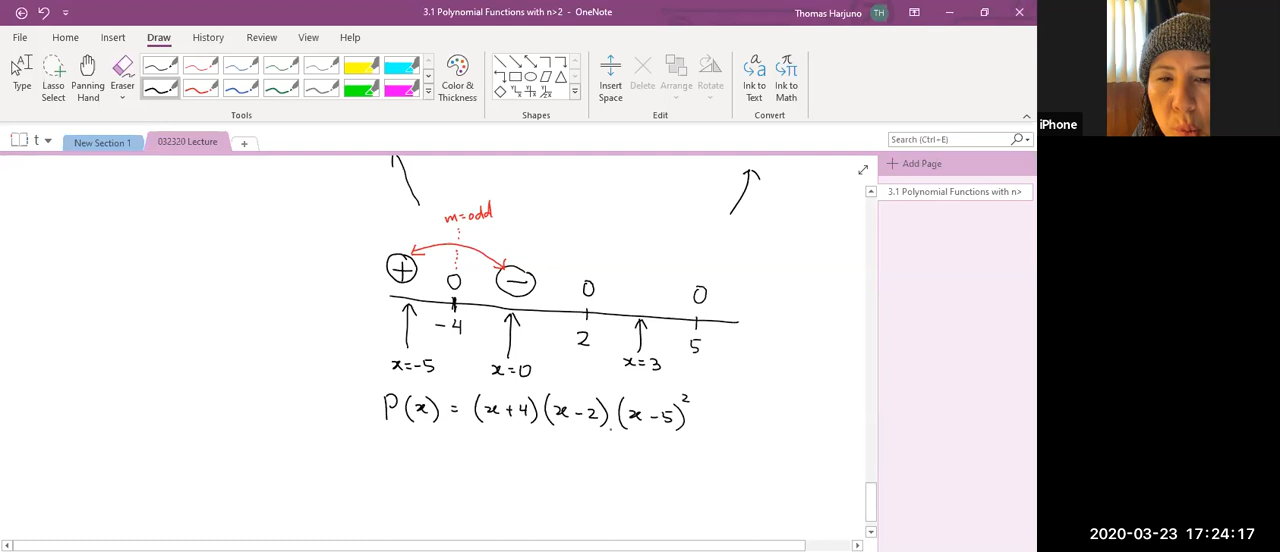 3.1 Polynomial Functions with n>2 - OneNote
Thomas Harjuno TH
File Home Insert Draw History Review View Help
Type Lasso Select Panning Hand Eraser Color & Thickness Insert Space Delete Arrange Rotate Ink to Text Ink to Math
Tools Shapes Edit Convert
t New Section 1 032320 Lecture Search (Ctrl+E)
Add Page
3.1 Polynomial Functions with n>
iPhone
m=odd
+ 0 − 0 0
−4 2 5
x=−5 x=0 x=3
P(x) = (x+4)(x−2)(x−5)²
2020-03-23 17:24:17